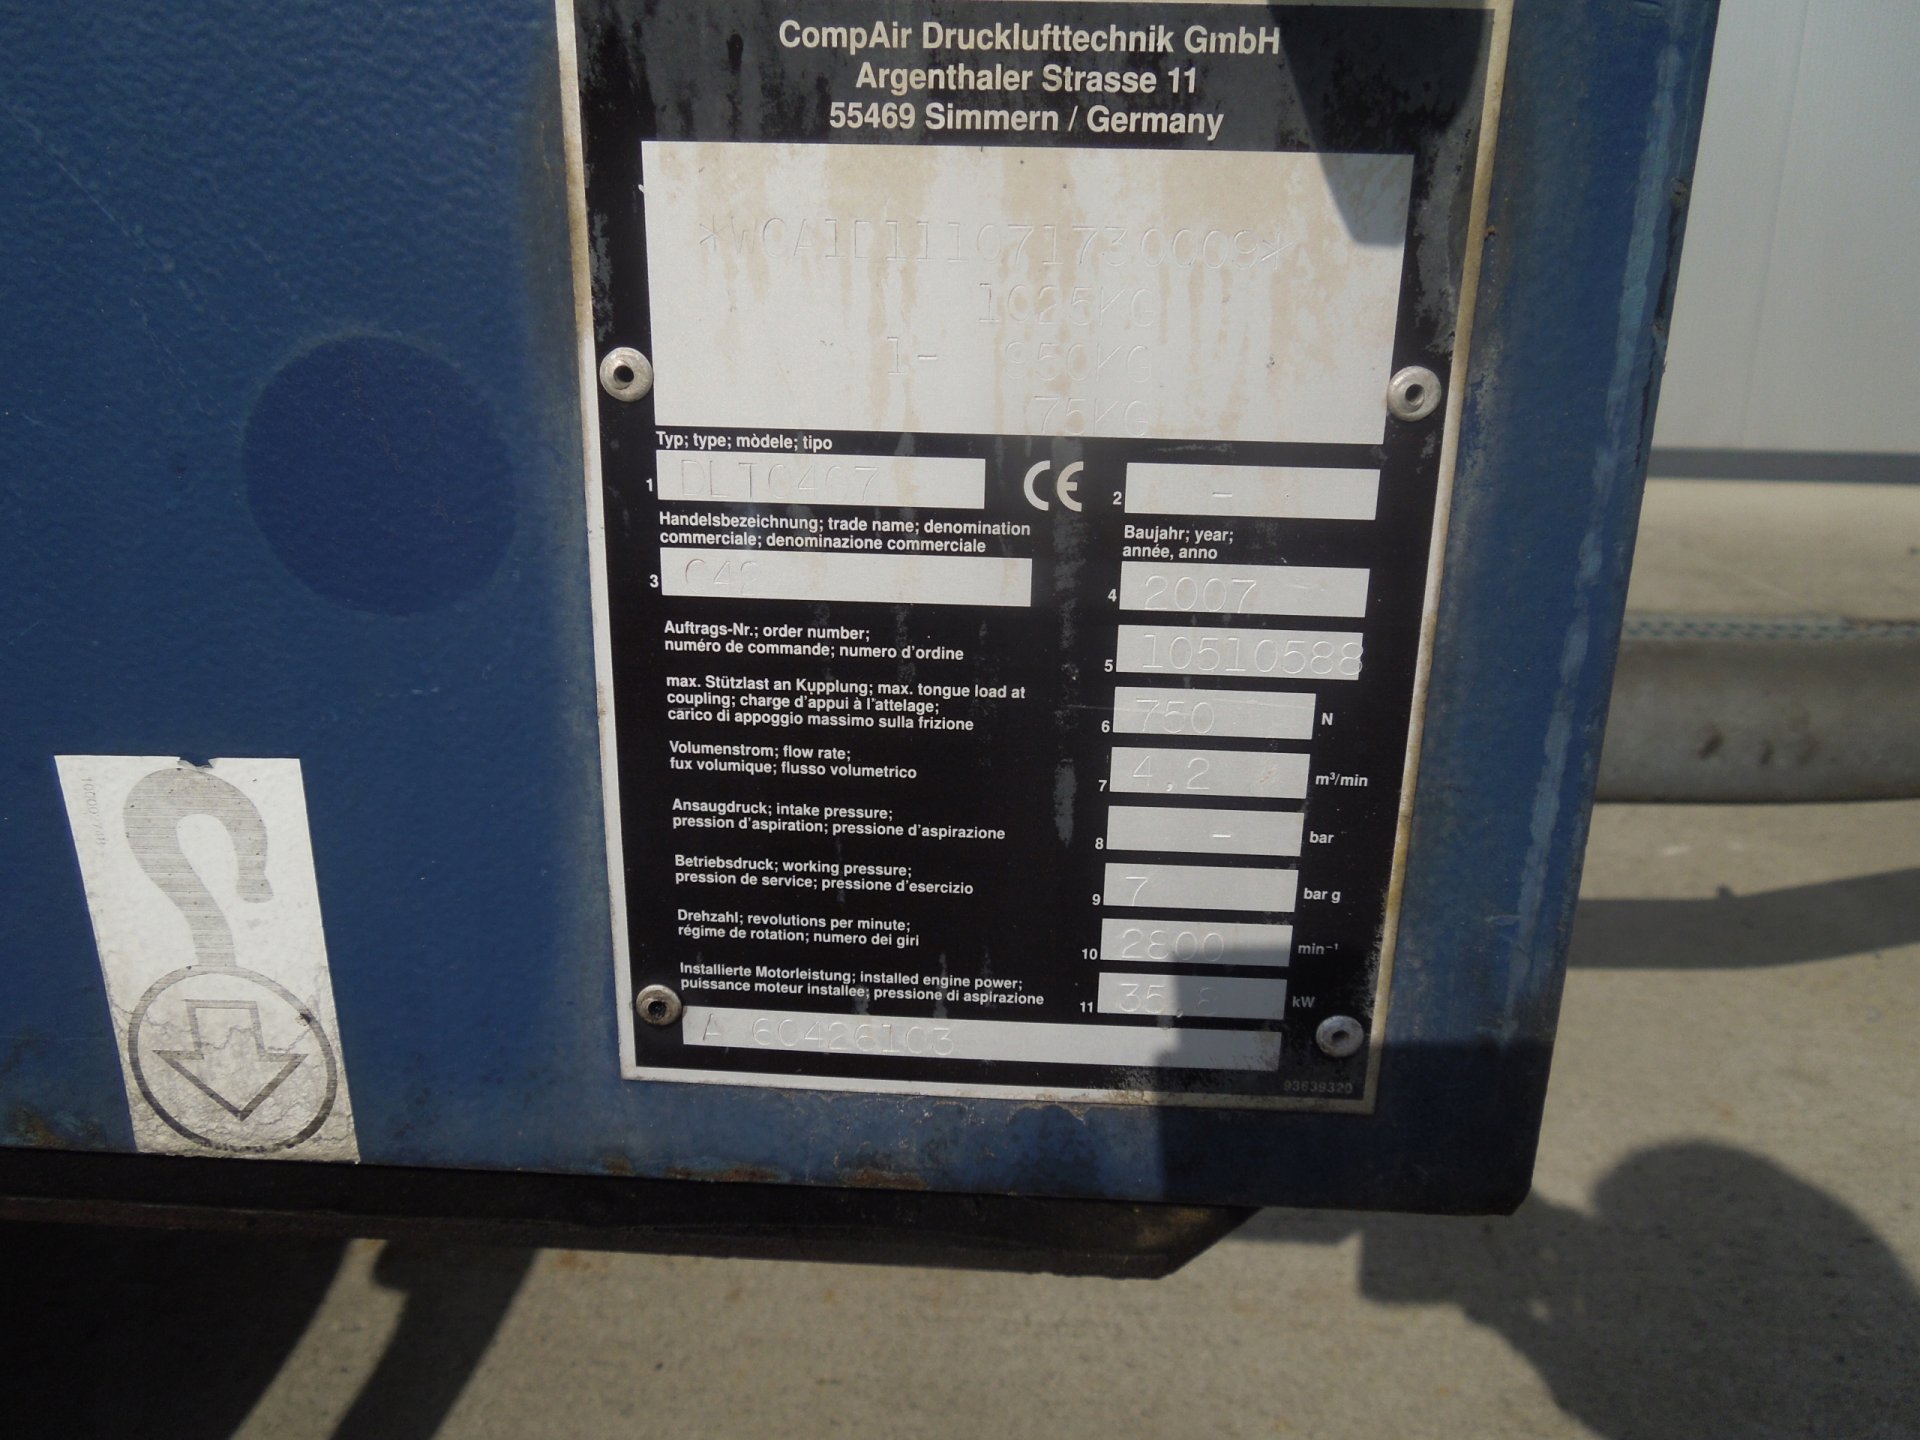 CompAir Drucklufttechnik GmbH
Argenthaler Strasse 11
55469 Simmern / Germany
*WCA1D111071730009*
1025KG
1- 950KG
75KG
Typ; type; mòdele; tipo
1 DLT0407 CE 2 -
Handelsbezeichnung; trade name; denomination
commerciale; denominazione commerciale
3 C42
Baujahr; year;
année, anno
4 2007
Auftrags-Nr.; order number;
numéro de commande; numero d'ordine
5 10510588
max. Stützlast an Kupplung; max. tongue load at
coupling; charge d'appui à l'attelage;
carico di appoggio massimo sulla frizione
6 750 N
Volumenstrom; flow rate;
fux volumique; flusso volumetrico
7 4,2 m³/min
Ansaugdruck; intake pressure;
pression d'aspiration; pressione d'aspirazione
8 - bar
Betriebsdruck; working pressure;
pression de service; pressione d'esercizio
9 7 bar g
Drehzahl; revolutions per minute;
régime de rotation; numero dei giri
10 2800 min⁻¹
Installierte Motorleistung; installed engine power;
puissance moteur installee; pressione di aspirazione
11 35,8 kW
A 60426103
93639320